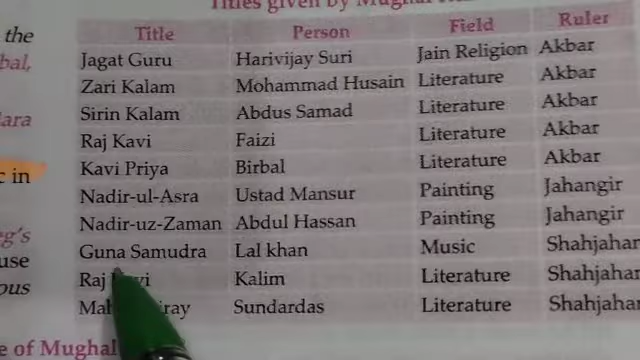 Titles given by Mughal
the
bal,
ara
c in
g's
use
ous
Title Person Field Ruler
Jagat Guru Harivijay Suri Jain Religion Akbar
Zari Kalam Mohammad Husain Literature Akbar
Sirin Kalam Abdus Samad Literature Akbar
Raj Kavi Faizi Literature Akbar
Kavi Priya Birbal Literature Akbar
Nadir-ul-Asra Ustad Mansur Painting Jahangir
Nadir-uz-Zaman Abdul Hassan Painting Jahangir
Guna Samudra Lal khan Music Shahjahan
Raj Kalim Literature Shahjahan
Sundardas Literature Shahjahan
e of Mughal